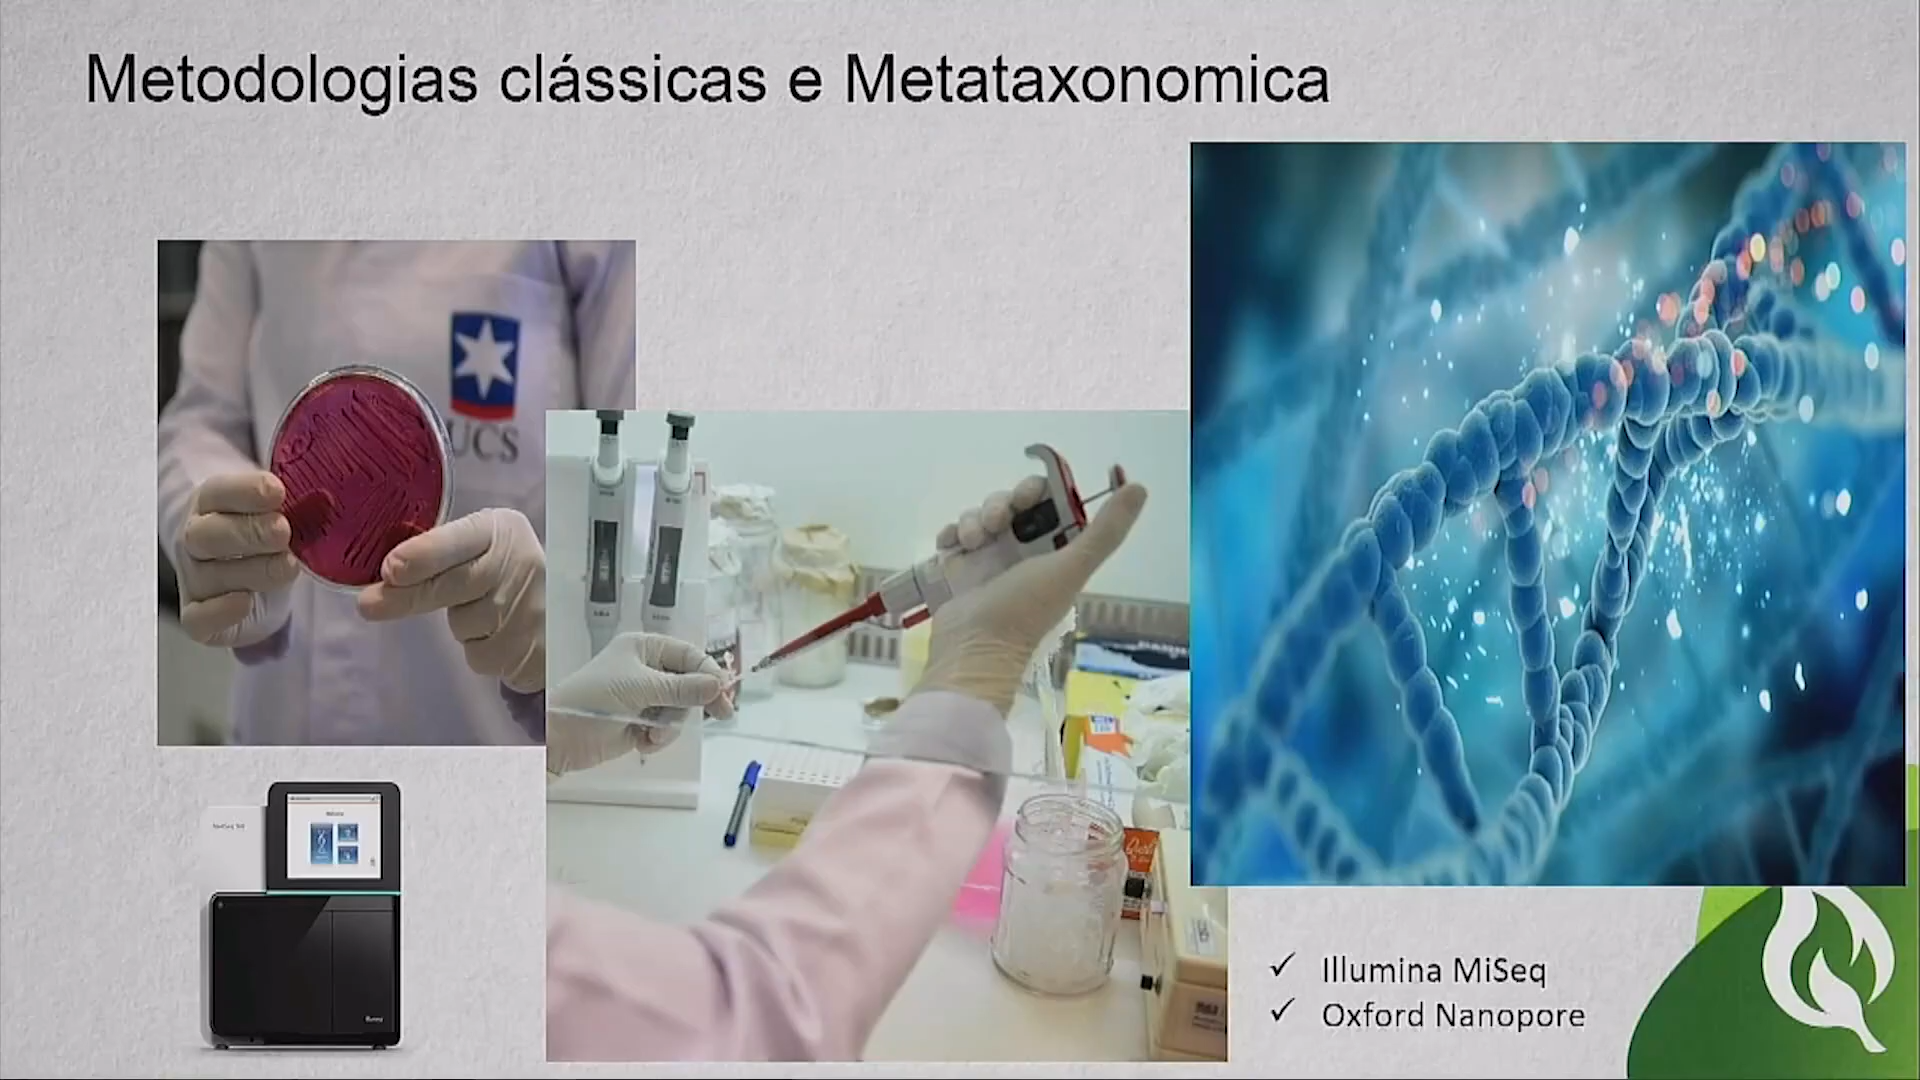 Metodologias clássicas e Metataxonomica
UCS
Illumina MiSeq
Oxford Nanopore